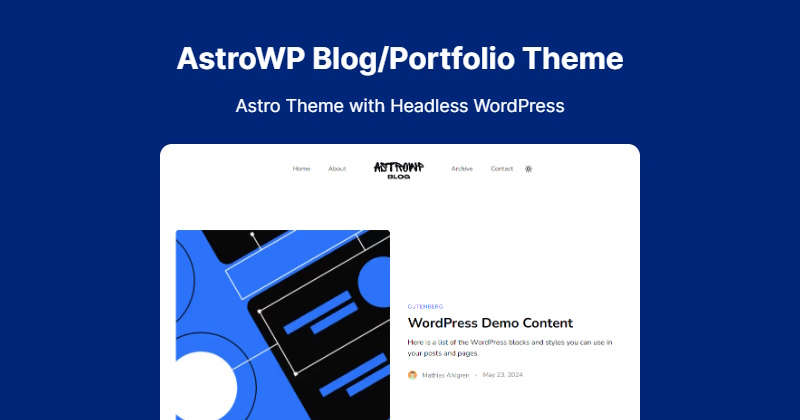 AstroWP Blog/Portfolio Theme
Astro Theme with Headless WordPress
Home About ASTROWP BLOG Archive Contact
GUTENBERG
WordPress Demo Content
Here is a list of the WordPress blocks and styles you can use in
your posts and pages.
Mathias Ahlgren • May 23, 2024